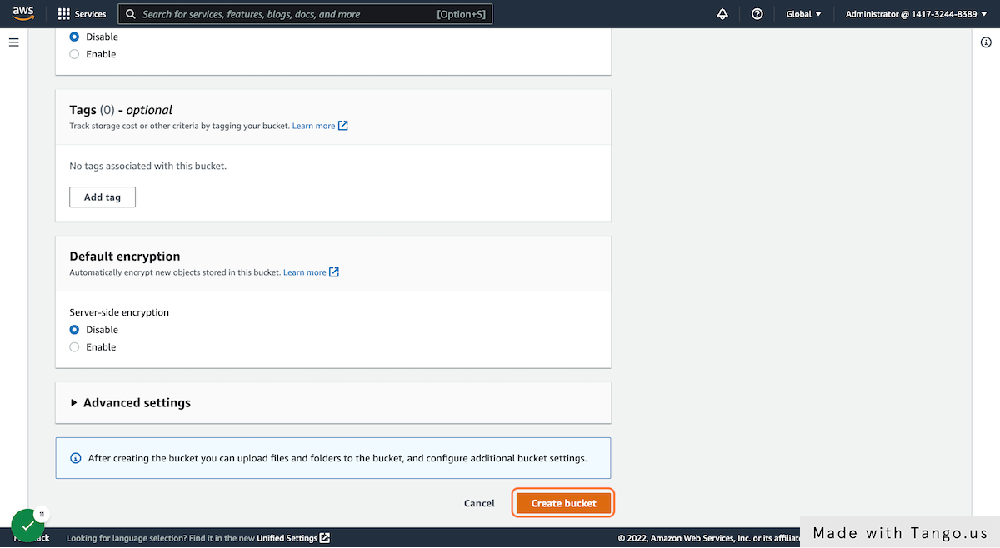 aws Services Search for services, features, blogs, docs, and more [Option+S] Global Administrator @ 1417-3244-8389
Disable
Enable
Tags (0) - optional
Track storage cost or other criteria by tagging your bucket. Learn more
No tags associated with this bucket.
Add tag
Default encryption
Automatically encrypt new objects stored in this bucket. Learn more
Server-side encryption
Disable
Enable
Advanced settings
After creating the bucket you can upload files and folders to the bucket, and configure additional bucket settings.
Cancel Create bucket
11
Looking for language selection? Find it in the new Unified Settings © 2022, Amazon Web Services, Inc. or its
Made with Tango.us